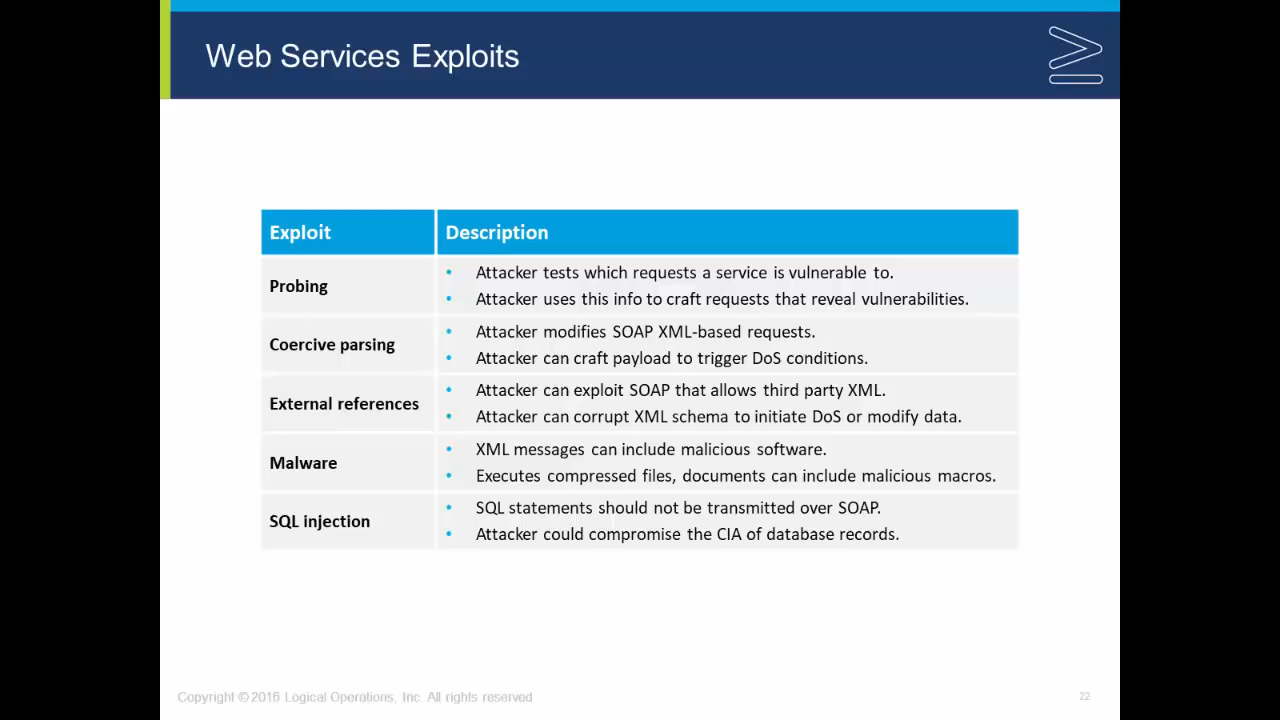 Web Services Exploits
Exploit Description
Probing
• Attacker tests which requests a service is vulnerable to.
• Attacker uses this info to craft requests that reveal vulnerabilities.
Coercive parsing
• Attacker modifies SOAP XML-based requests.
• Attacker can craft payload to trigger DoS conditions.
External references
• Attacker can exploit SOAP that allows third party XML.
• Attacker can corrupt XML schema to initiate DoS or modify data.
Malware
• XML messages can include malicious software.
• Executes compressed files, documents can include malicious macros.
SQL injection
• SQL statements should not be transmitted over SOAP.
• Attacker could compromise the CIA of database records.
Copyright © 2016 Logical Operations, Inc. All rights reserved
22